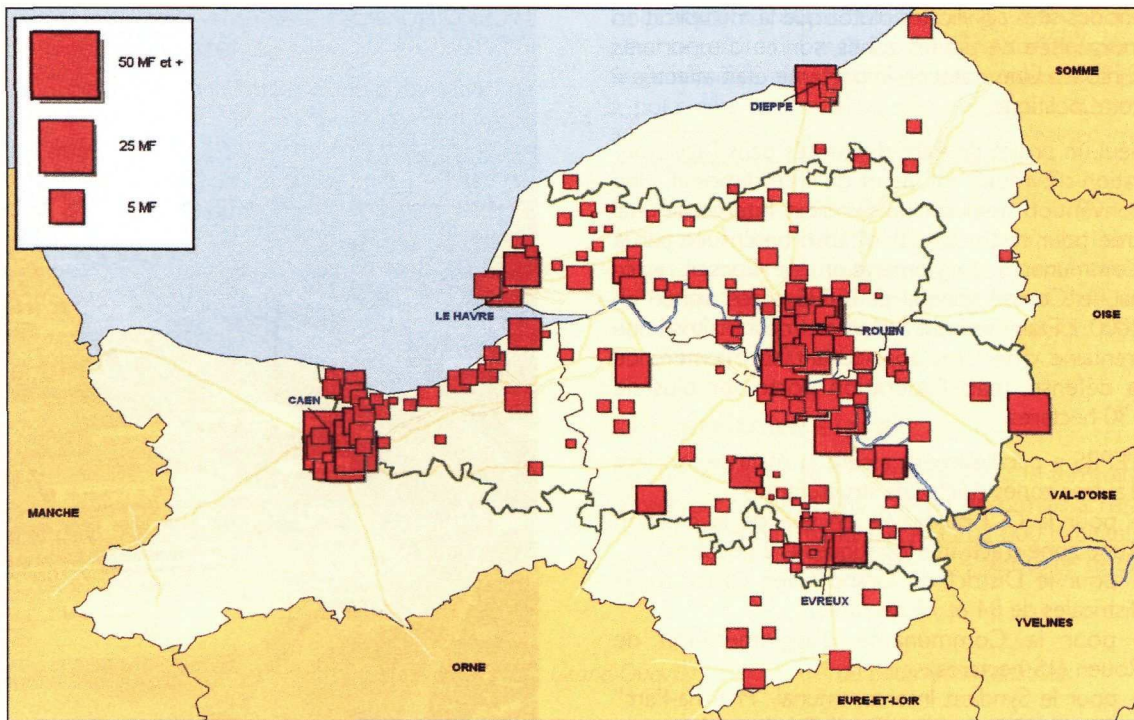 50 MF et +
25 MF
5 MF
SOMME
DIEPPE
OISE
LE HAVRE
ROUEN
CAEN
MANCHE
VAL-D'OISE
EVREUX
YVELINES
ORNE
EURE-ET-LOIR